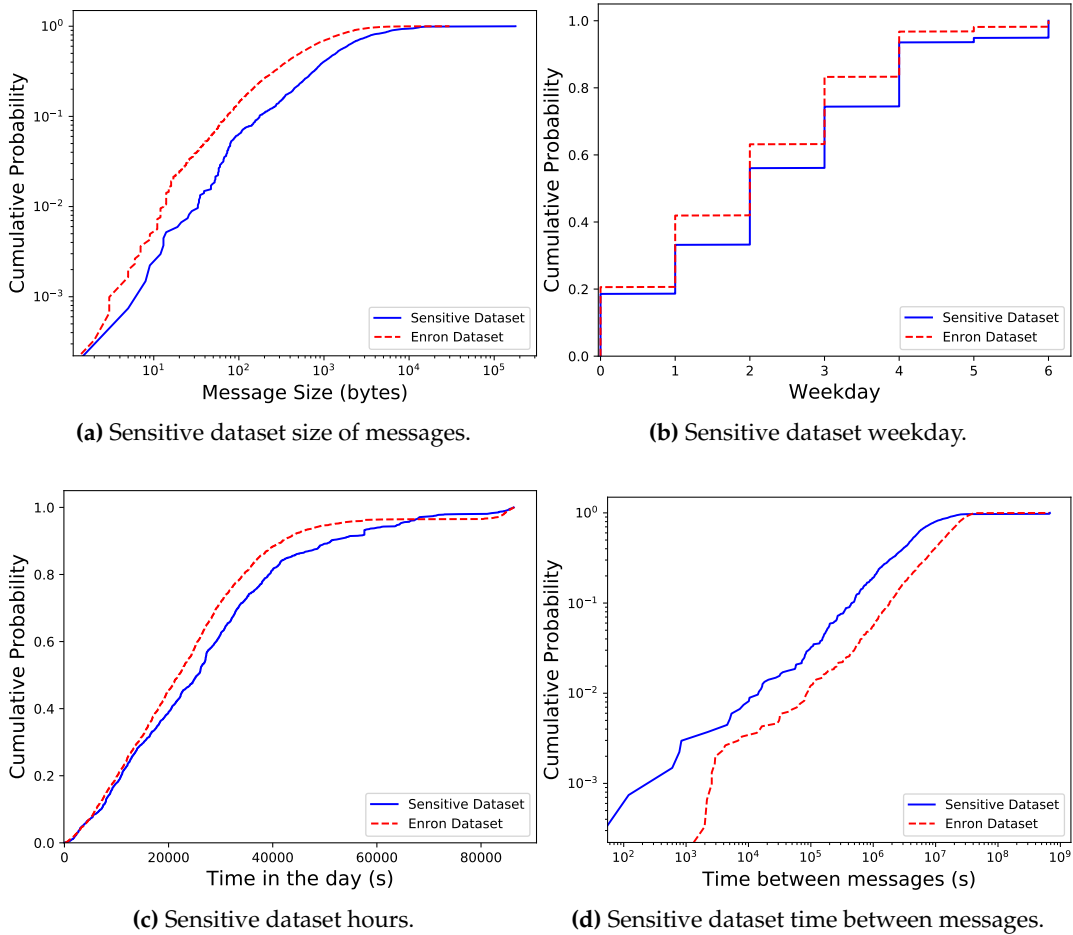 10⁰
10⁻¹
10⁻²
10⁻³
Cumulative Probability
10¹ 10² 10³ 10⁴ 10⁵
Message Size (bytes)
Sensitive Dataset
Enron Dataset
(a) Sensitive dataset size of messages.
1.0
0.8
0.6
0.4
0.2
0.0
Cumulative Probability
0 1 2 3 4 5 6
Weekday
Sensitive Dataset
Enron Dataset
(b) Sensitive dataset weekday.
1.0
0.8
0.6
0.4
0.2
0.0
Cumulative Probability
0 20000 40000 60000 80000
Time in the day (s)
Sensitive Dataset
Enron Dataset
(c) Sensitive dataset hours.
10⁰
10⁻¹
10⁻²
10⁻³
Cumulative Probability
10² 10³ 10⁴ 10⁵ 10⁶ 10⁷ 10⁸ 10⁹
Time between messages (s)
Sensitive Dataset
Enron Dataset
(d) Sensitive dataset time between messages.